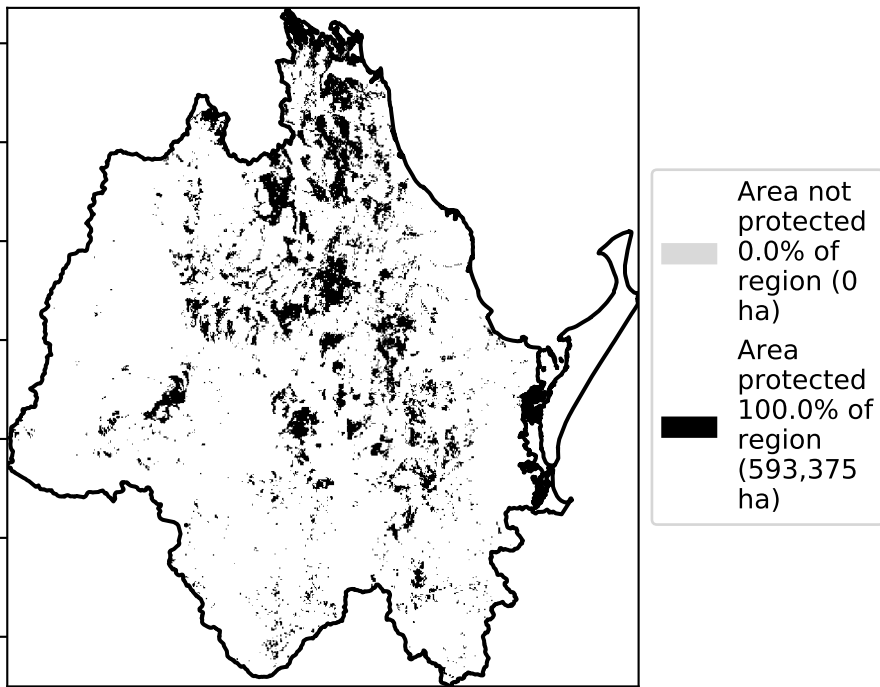 Area not
protected
0.0% of
region (0
ha)
Area
protected
100.0% of
region
(593,375
ha)